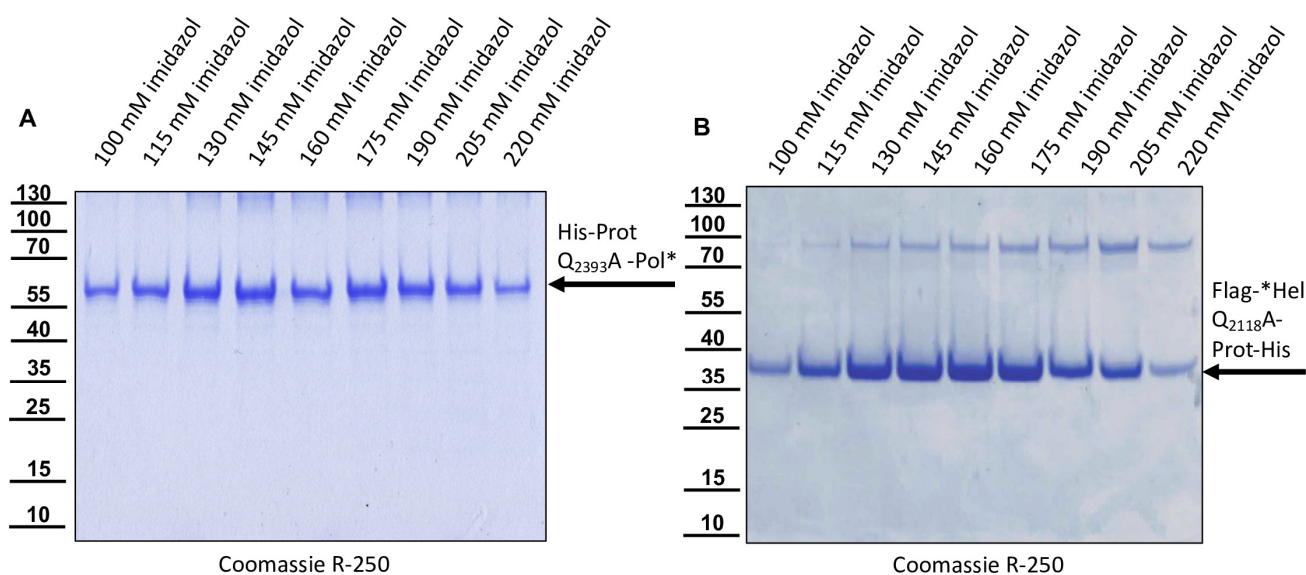 A
100 mM imidazol
115 mM imidazol
130 mM imidazol
145 mM imidazol
160 mM imidazol
175 mM imidazol
190 mM imidazol
205 mM imidazol
220 mM imidazol
130
100
70
55
40
35
25
15
10
His-Prot
Q2393A -Pol*
Coomassie R-250
B
100 mM imidazol
115 mM imidazol
130 mM imidazol
145 mM imidazol
160 mM imidazol
175 mM imidazol
190 mM imidazol
205 mM imidazol
220 mM imidazol
130
100
70
55
40
35
25
15
10
Flag-*Hel
Q2118A-
Prot-His
Coomassie R-250